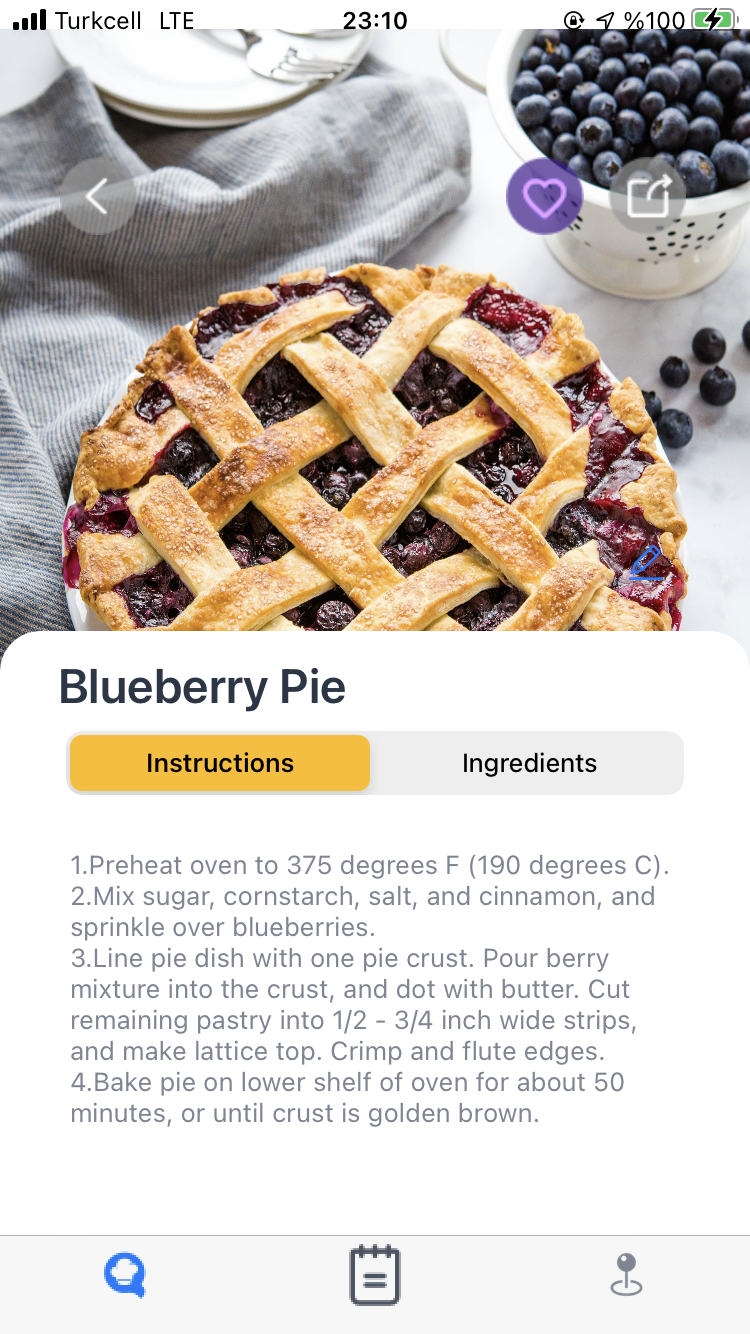 Turkcell LTE 23:10 %100
Blueberry Pie
Instructions Ingredients
1.Preheat oven to 375 degrees F (190 degrees C).
2.Mix sugar, cornstarch, salt, and cinnamon, and
sprinkle over blueberries.
3.Line pie dish with one pie crust. Pour berry
mixture into the crust, and dot with butter. Cut
remaining pastry into 1/2 - 3/4 inch wide strips,
and make lattice top. Crimp and flute edges.
4.Bake pie on lower shelf of oven for about 50
minutes, or until crust is golden brown.